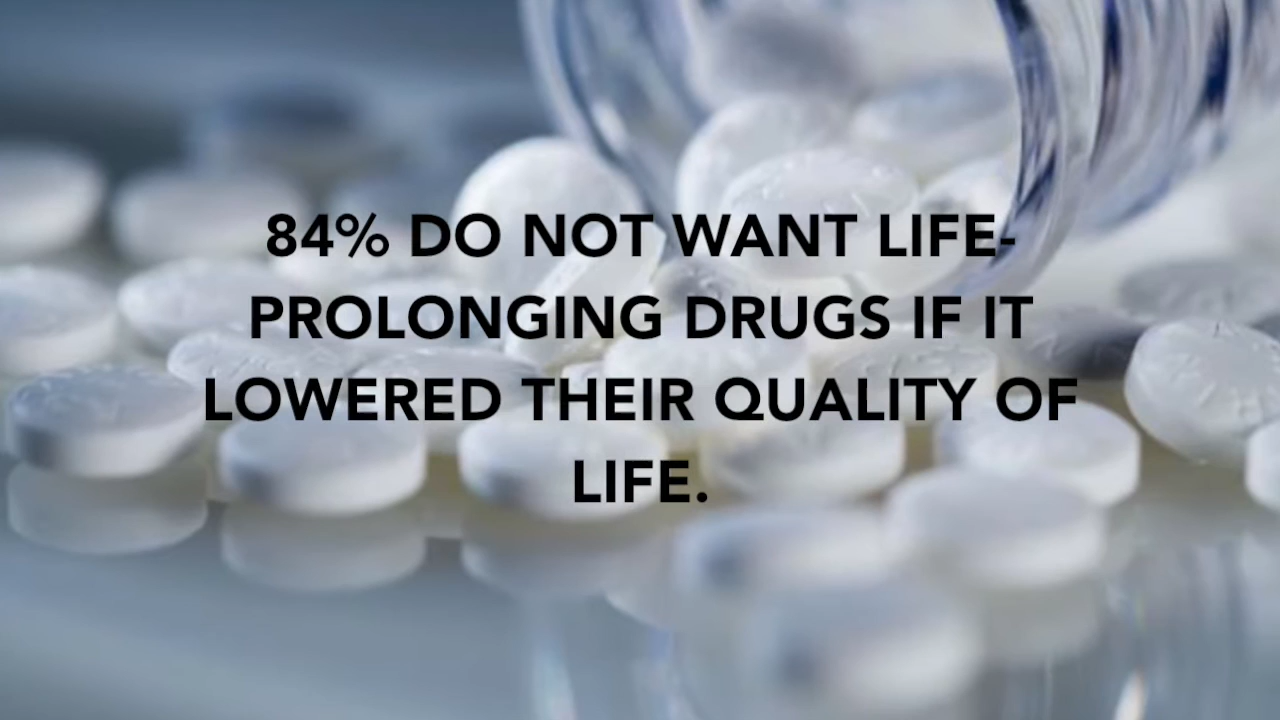 84% DO NOT WANT LIFE-
PROLONGING DRUGS IF IT
LOWERED THEIR QUALITY OF
LIFE.